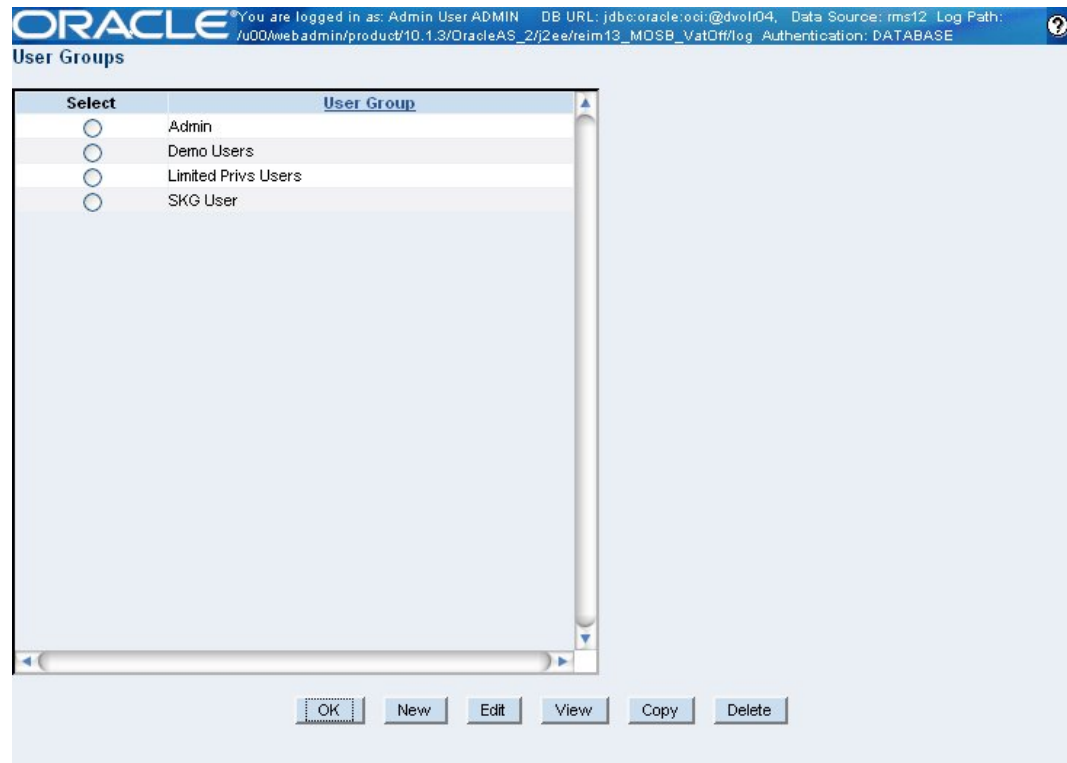 ORACLE® You are logged in as: Admin User ADMIN DB URL: jdbc:oracle:oci:@dvolr04, Data Source: rms12 Log Path:
/u00/webadmin/product/10.1.3/OracleAS_2/j2ee/reim13_MOSB_VatOff/log Authentication: DATABASE
?
User Groups
Select User Group
Admin
Demo Users
Limited Privs Users
SKG User
OK New Edit View Copy Delete